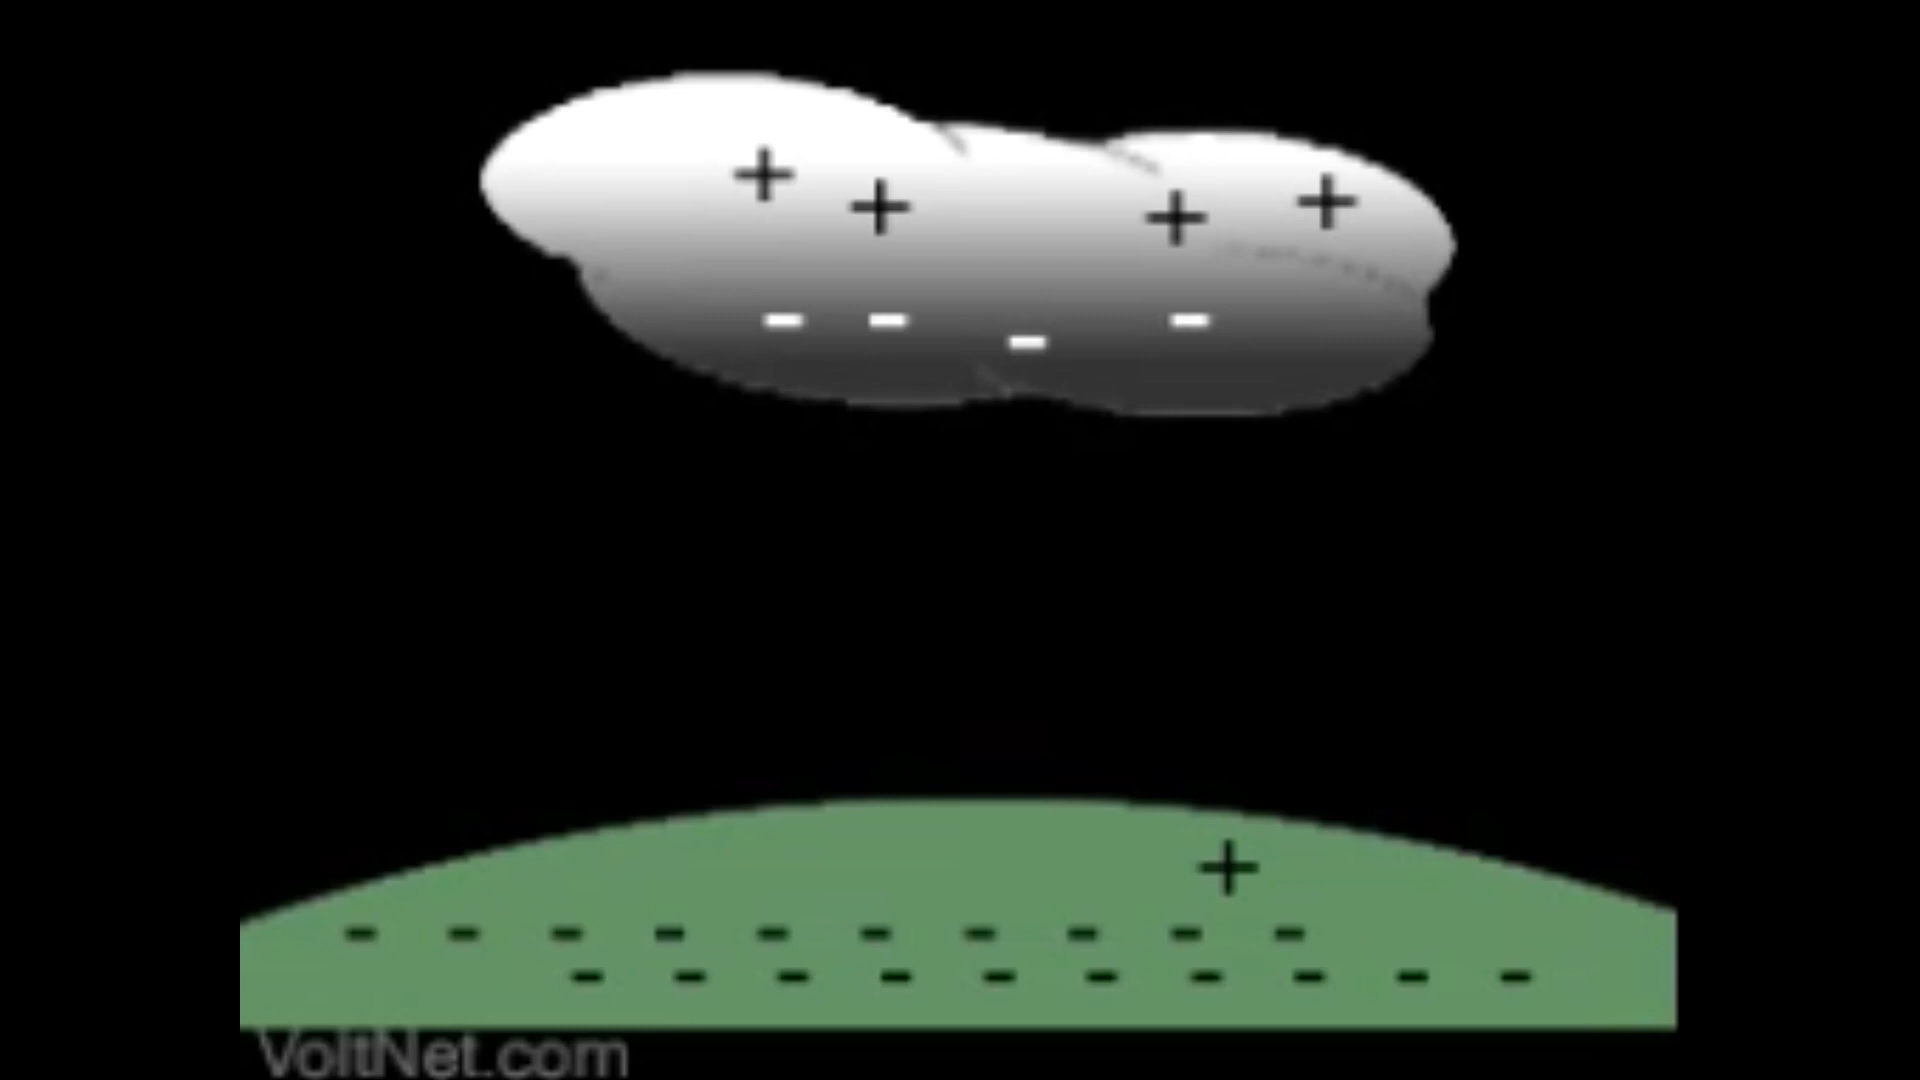 + + + +
- - - -
+
- - - - - - - - - -
- - - - - - - - - -
VoltNet.com